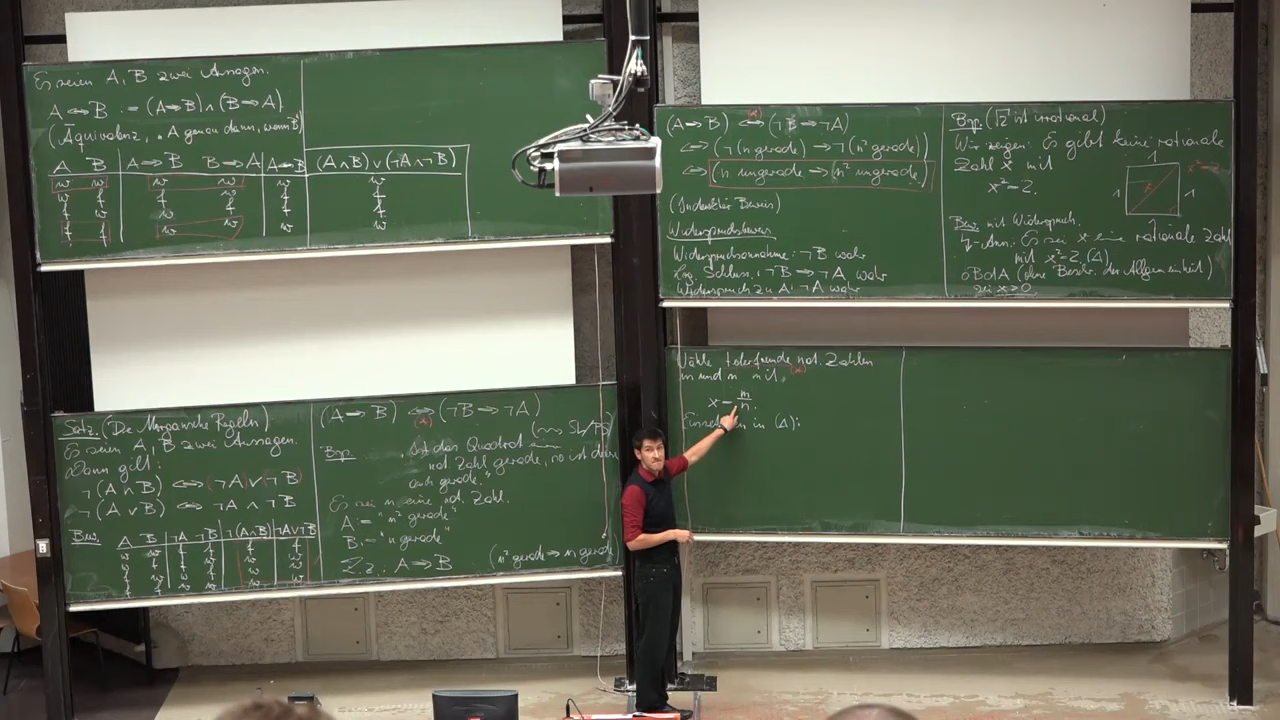 Es seien A, B zwei Aussagen.
A ⇔ B := (A ⇒ B) ∧ (B ⇒ A)
(Äquivalenz, „A genau dann, wenn B")
A B | A ⇒ B B ⇒ A | A ⇔ B | (A ∧ B) ∨ (¬A ∧ ¬B)
w w | w w | w | w
w f | f w | f | f
f w | w f | f | f
f f | w w | w | w
Satz. (De Morgansche Regeln)
Es seien A, B zwei Aussagen.
Dann gilt:
¬(A ∧ B) ⇔ (¬A) ∨ (¬B)
¬(A ∨ B) ⇔ ¬A ∧ ¬B
Bew.
A B ¬A ¬B ¬(A∧B) ¬A∨¬B
w w f f f f
w f f w w w
f w w f w w
f f w w w w
(A ⇒ B) ⇔ (¬B ⇒ ¬A)
(*)
Bsp. „Ist das Quadrat einer
nat. Zahl gerade, so ist diese
auch gerade."
Es sei n eine nat. Zahl.
A := „n² gerade"
B := „n gerade"
Z.z. A ⇒ B (n² gerade ⇒ n gerade)
(A ⇒ B) ⇔ (¬B ⇒ ¬A)
⇔ (¬(n gerade) ⇒ ¬(n² gerade))
⇔ (n ungerade ⇒ n² ungerade)
(Indirekter Beweis)
Widerspruchsbeweis
Widerspruchsannahme: ¬B wahr
Log. Schluss: ¬B ⇒ ¬A wahr
Widerspruch zu A: ¬A wahr
Bsp. (√2 ist irrational)
Wir zeigen: Es gibt keine rationale
Zahl x mit
x² = 2.
1
1
1
1
Bew. mit Widerspruch.
Ann.: Es sei x eine rationale Zahl
mit x² = 2. (Δ)
oBdA (ohne Beschr. der Allgemeinheit)
sei x > 0
Wähle teilerfremde nat. Zahlen
m und n mit
x = m/n.
in (Δ):